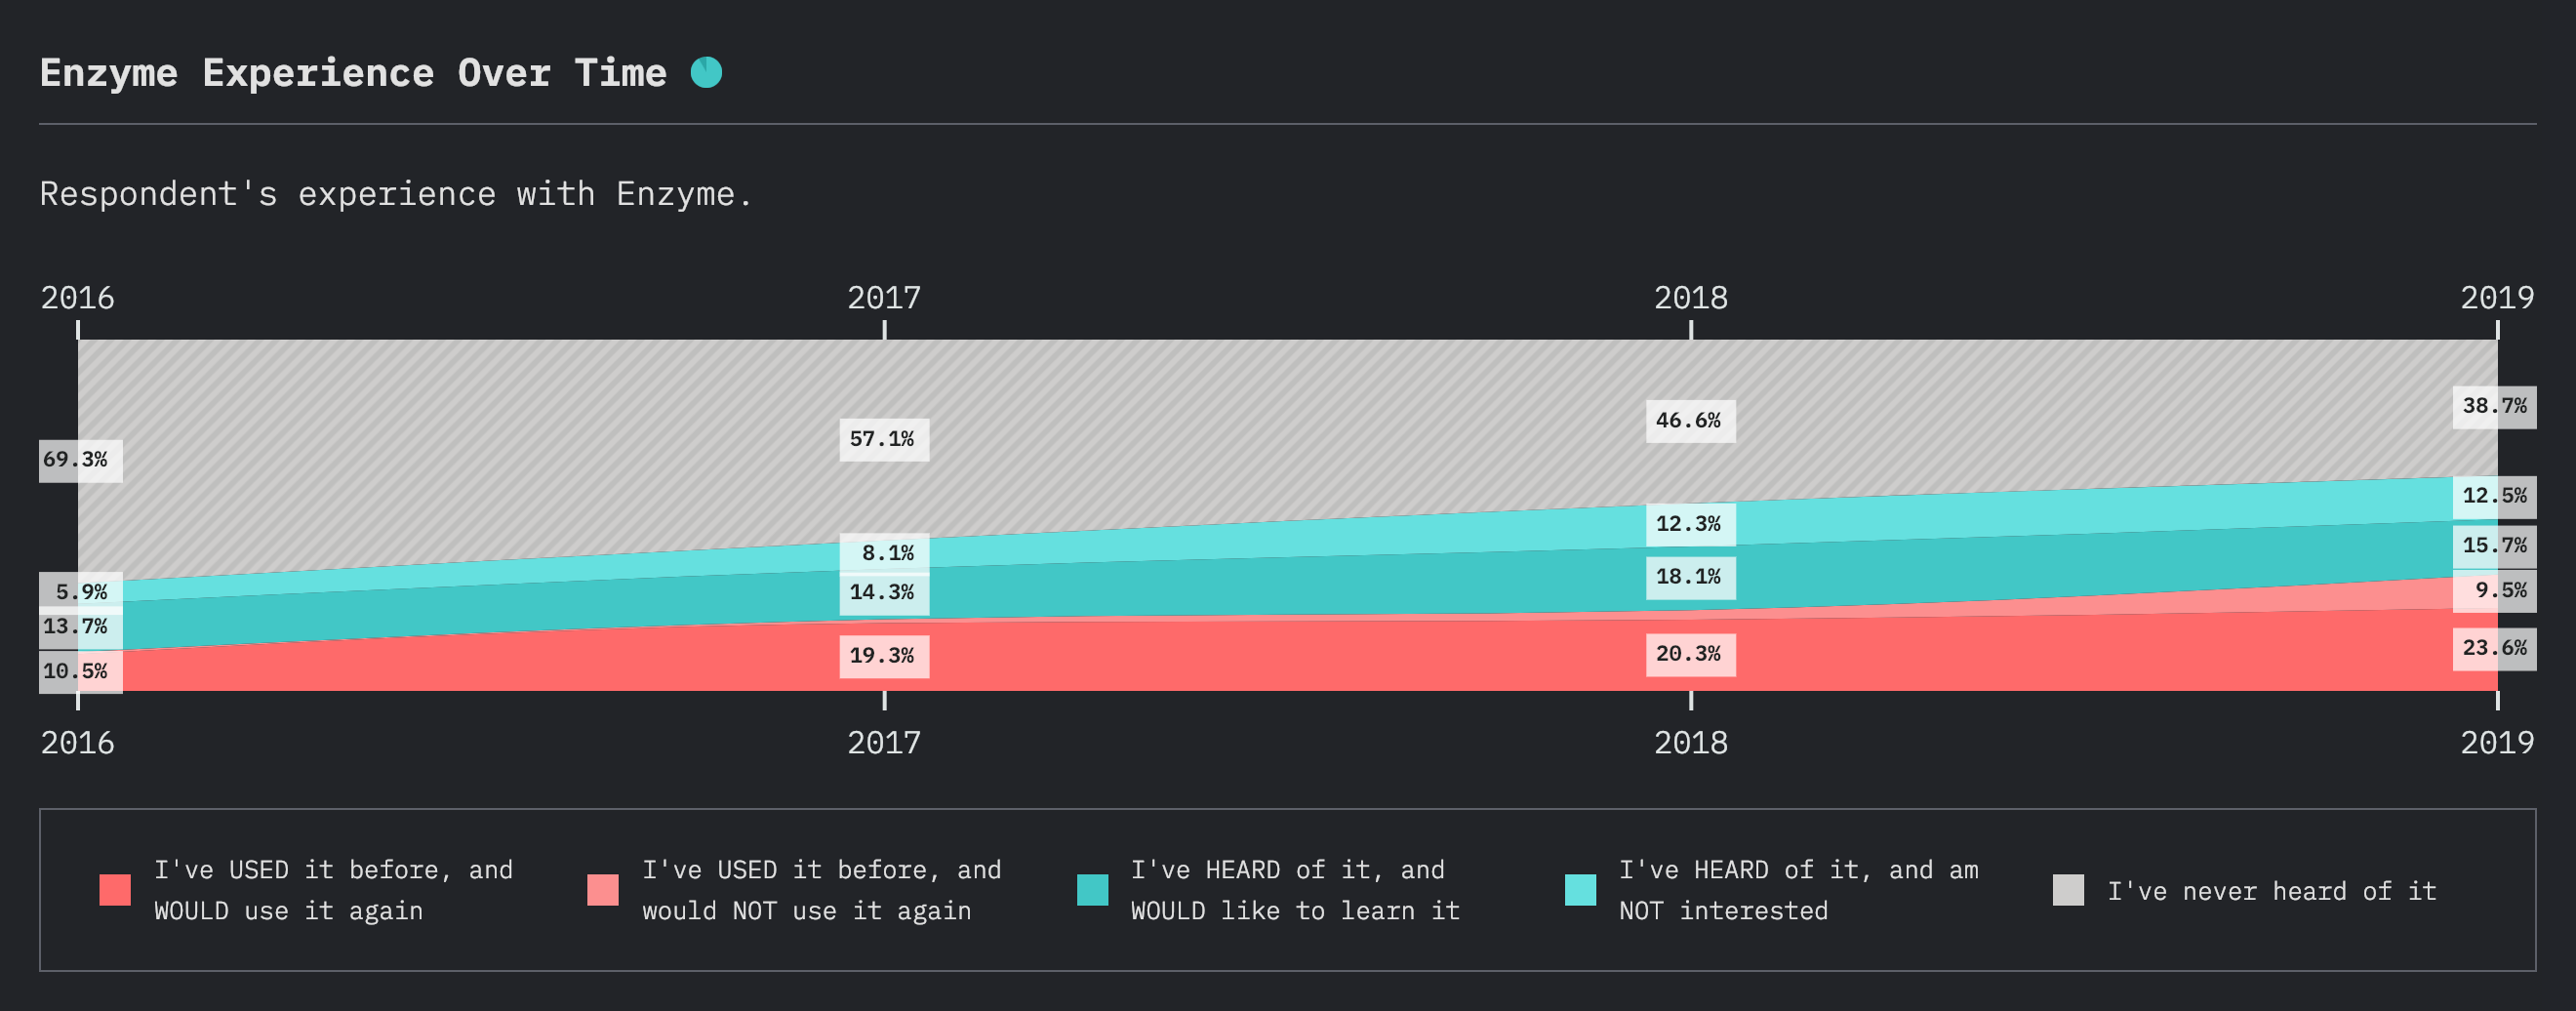 Enzyme Experience Over Time
Respondent's experience with Enzyme.
2016 2017 2018 2019
69.3% 57.1% 46.6% 38.7%
5.9% 8.1% 12.3% 12.5%
13.7% 14.3% 18.1% 15.7%
9.5%
10.5% 19.3% 20.3% 23.6%
2016 2017 2018 2019
I've USED it before, and
WOULD use it again
I've USED it before, and
would NOT use it again
I've HEARD of it, and
WOULD like to learn it
I've HEARD of it, and am
NOT interested
I've never heard of it